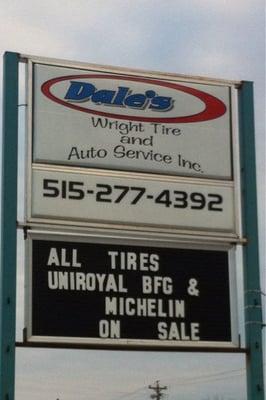 Dale's
Wright Tire
and
Auto Service Inc.
515-277-4392
ALL TIRES
UNIROYAL BFG &
MICHELIN
ON SALE